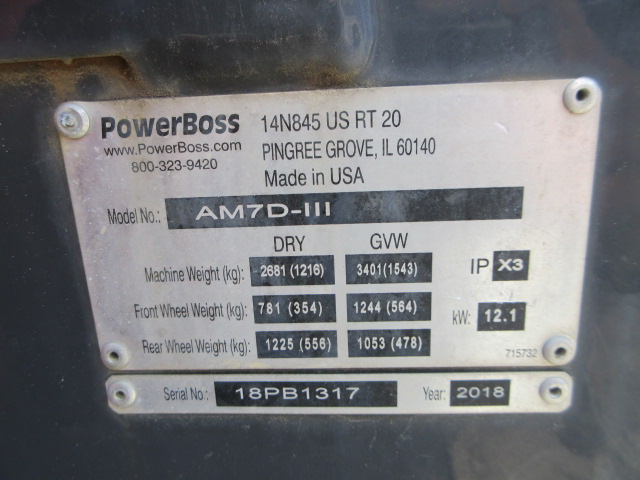 PowerBoss
www.PowerBoss.com
800-323-9420
14N845 US RT 20
PINGREE GROVE, IL 60140
Made in USA
Model No.: AM7D-III
DRY GVW
Machine Weight (kg): 2681 (1216) 3401(1543) IP X3
Front Wheel Weight (kg): 781 (354) 1244 (564) kW: 12.1
Rear Wheel Weight (kg): 1225 (556) 1053 (478)
715732
Serial No.: 18PB1317 Year: 2018